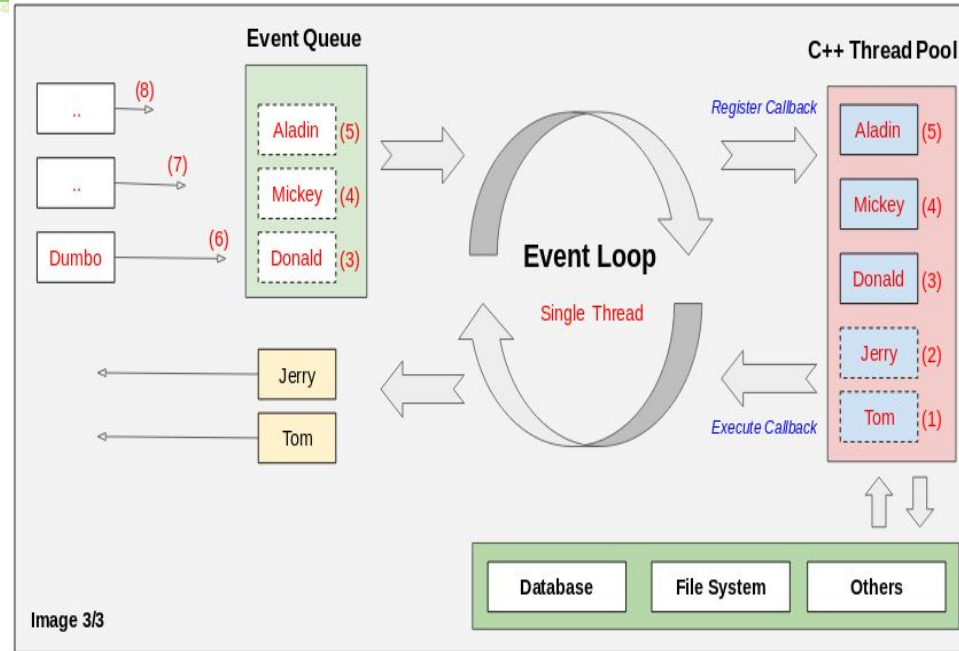 Event Queue
C++ Thread Pool
..
(8)
..
(7)
Dumbo
(6)
Aladin
(5)
Mickey
(4)
Donald
(3)
Register Callback
Event Loop
Single Thread
Execute Callback
Aladin
(5)
Mickey
(4)
Donald
(3)
Jerry
(2)
Tom
(1)
Jerry
Tom
Database
File System
Others
Image 3/3